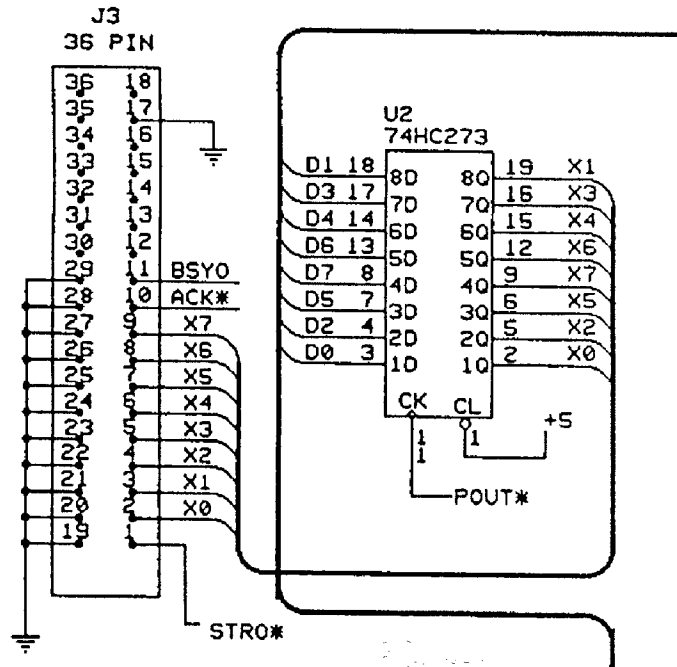 J3
36 PIN
36 18
35 17
34 16
33 15
32 14
31 13
30 12
29 11 BSYO
28 10 ACK*
27 9 X7
26 8 X6
25 7 X5
24 6 X4
23 5 X3
22 4 X2
21 3 X1
20 2 X0
19 1
STRO*
U2
74HC273
D1 18 8D 8Q 19 X1
D3 17 7D 7Q 16 X3
D4 14 6D 6Q 15 X4
D6 13 5D 5Q 12 X6
D7 8 4D 4Q 9 X7
D5 7 3D 3Q 6 X5
D2 4 2D 2Q 5 X2
D0 3 1D 1Q 2 X0
CK CL
11 1 +5
POUT*